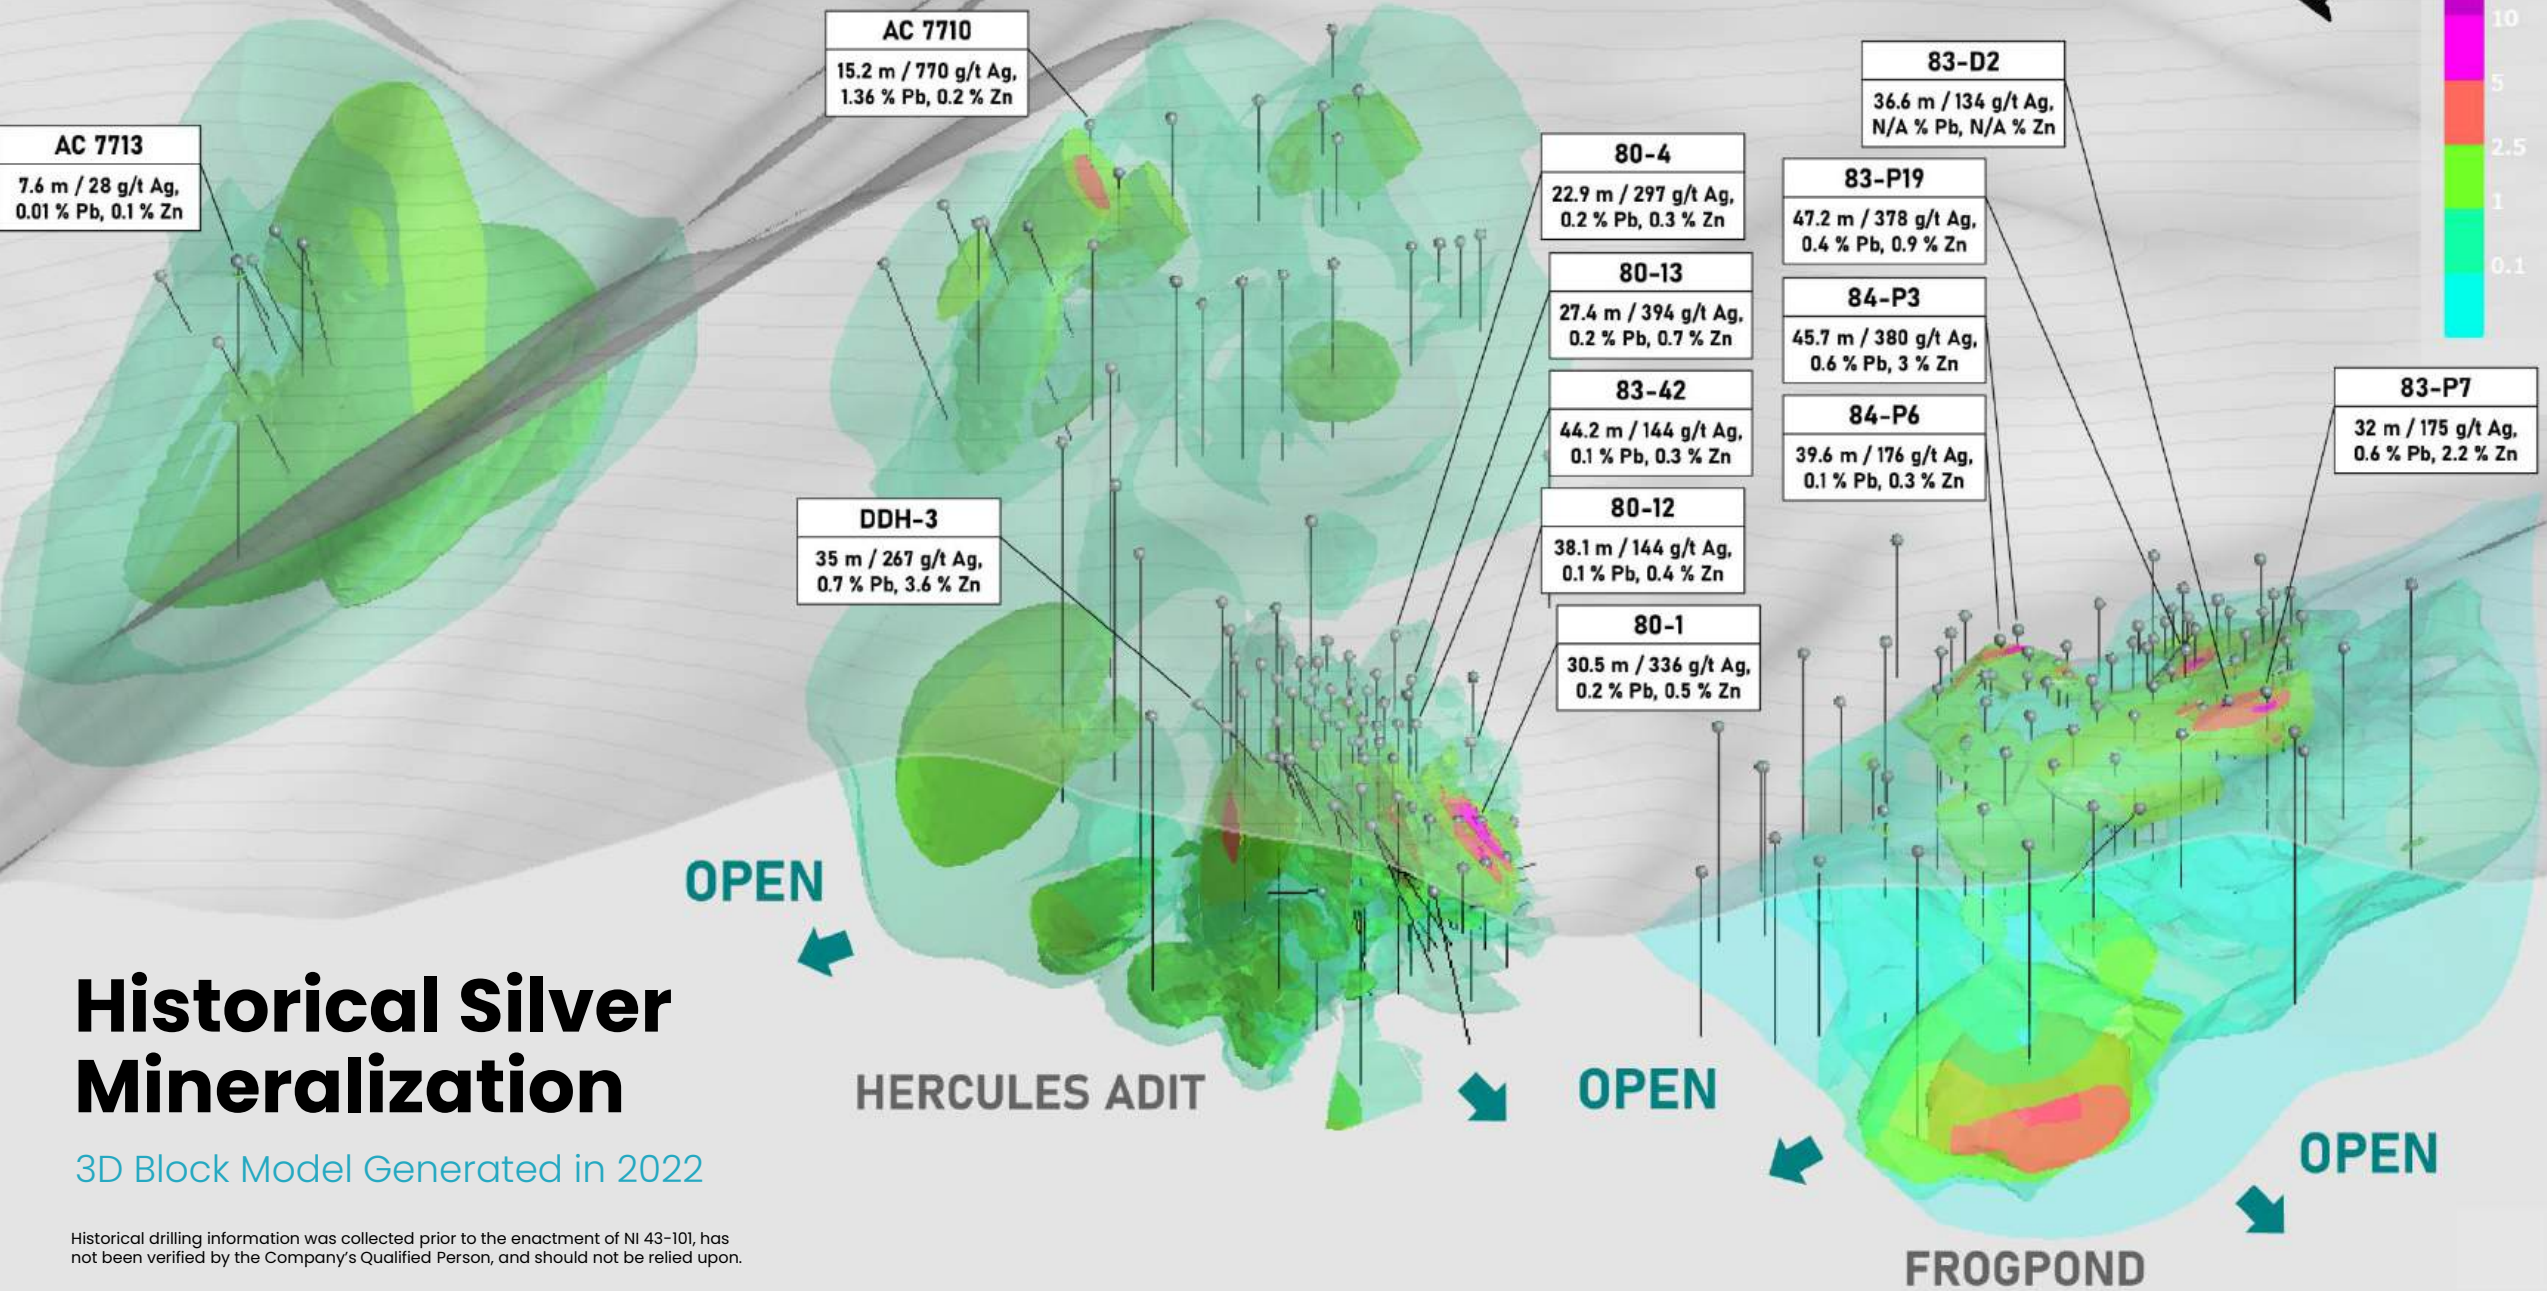 AC 7710
15.2 m / 770 g/t Ag,
1.36 % Pb, 0.2 % Zn
AC 7713
7.6 m / 28 g/t Ag,
0.01 % Pb, 0.1 % Zn
83-D2
36.6 m / 134 g/t Ag,
N/A % Pb, N/A % Zn
10
5
2.5
1
0.1
80-4
22.9 m / 297 g/t Ag,
0.2 % Pb, 0.3 % Zn
83-P19
47.2 m / 378 g/t Ag,
0.4 % Pb, 0.9 % Zn
80-13
27.4 m / 394 g/t Ag,
0.2 % Pb, 0.7 % Zn
84-P3
45.7 m / 380 g/t Ag,
0.6 % Pb, 3 % Zn
83-42
44.2 m / 144 g/t Ag,
0.1 % Pb, 0.3 % Zn
84-P6
39.6 m / 176 g/t Ag,
0.1 % Pb, 0.3 % Zn
83-P7
32 m / 175 g/t Ag,
0.6 % Pb, 2.2 % Zn
DDH-3
35 m / 267 g/t Ag,
0.7 % Pb, 3.6 % Zn
80-12
38.1 m / 144 g/t Ag,
0.1 % Pb, 0.4 % Zn
80-1
30.5 m / 336 g/t Ag,
0.2 % Pb, 0.5 % Zn
OPEN
HERCULES ADIT
OPEN
OPEN
FROGPOND
Historical Silver
Mineralization
3D Block Model Generated in 2022
Historical drilling information was collected prior to the enactment of NI 43-101, has
not been verified by the Company's Qualified Person, and should not be relied upon.